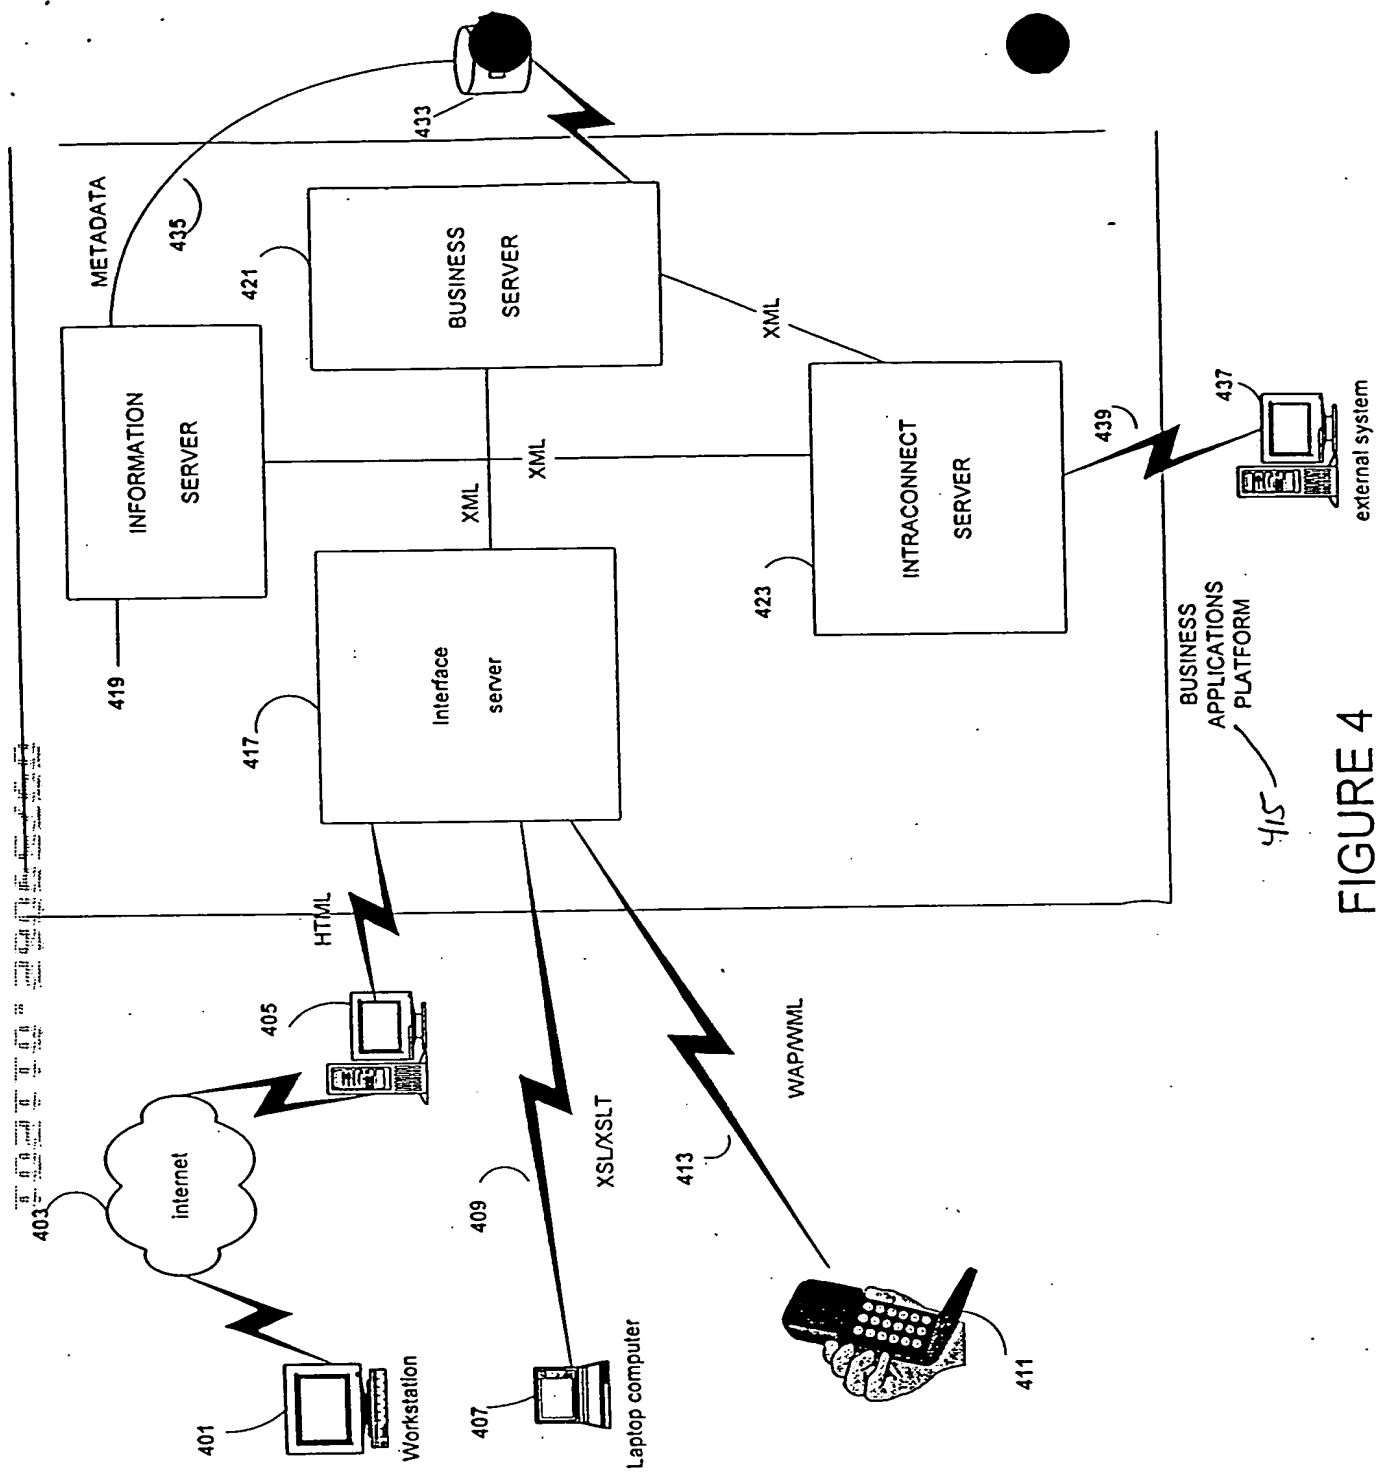 403
METADATA
419
INFORMATION
SERVER
internet
435
401
417
421
405
HTML
Workstation
433
Interface
server
BUSINESS
SERVER
407
XML
409
XML
XSL/XSLT
Laptop computer
413
423
XML
WAP/WML
INTRACONNECT
SERVER
411
439
BUSINESS
APPLICATIONS
PLATFORM
437
415
external system
FIGURE 4